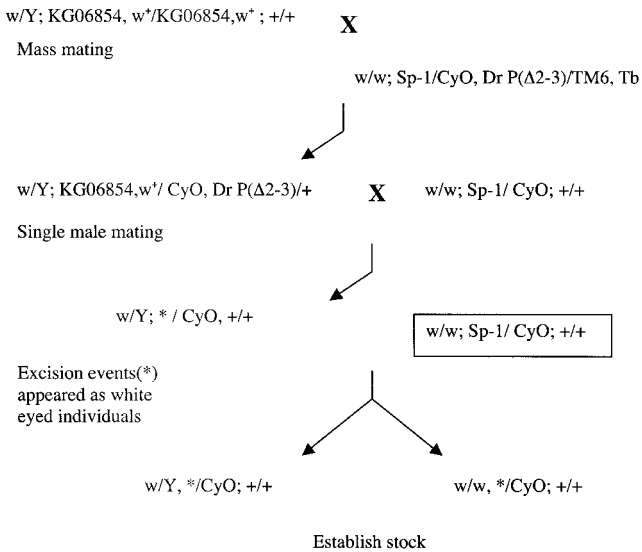 w/Y; KG06854, w⁺/KG06854,w⁺ ; +/+
X
Mass mating
w/w; Sp-1/CyO, Dr P(Δ2-3)/TM6, Tb
w/Y; KG06854,w⁺/ CyO, Dr P(Δ2-3)/+
X
w/w; Sp-1/ CyO; +/+
Single male mating
w/Y; * / CyO, +/+
w/w; Sp-1/ CyO; +/+
Excision events(*)
appeared as white
eyed individuals
w/Y, */CyO; +/+
w/w, */CyO; +/+
Establish stock